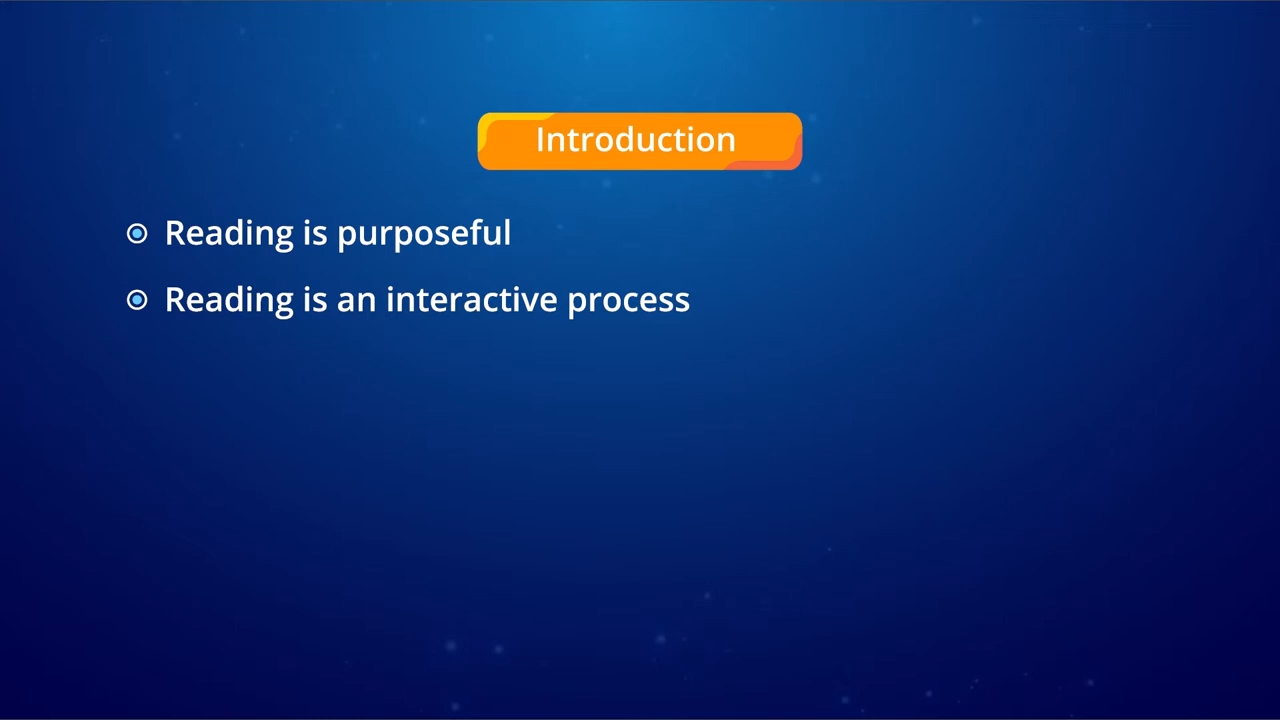 Introduction
Reading is purposeful
Reading is an interactive process